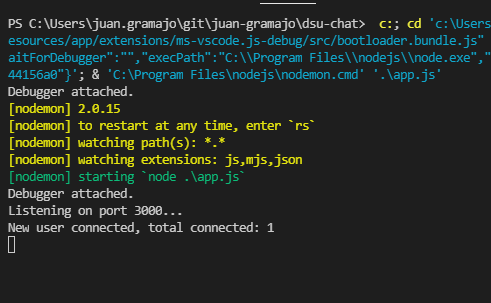 PS C:\Users\juan.gramajo\git\juan-gramajo\dsu-chat>  c:; cd 'c:\Users
esources/app/extensions/ms-vscode.js-debug/src/bootloader.bundle.js"
aitForDebugger":"","execPath":"C:\\Program Files\\nodejs\\node.exe","
44156a0"}'; & 'C:\Program Files\nodejs\nodemon.cmd' '.\app.js'
Debugger attached.
[nodemon] 2.0.15
[nodemon] to restart at any time, enter `rs`
[nodemon] watching path(s): *.*
[nodemon] watching extensions: js,mjs,json
[nodemon] starting `node .\app.js`
Debugger attached.
Listening on port 3000...
New user connected, total connected: 1